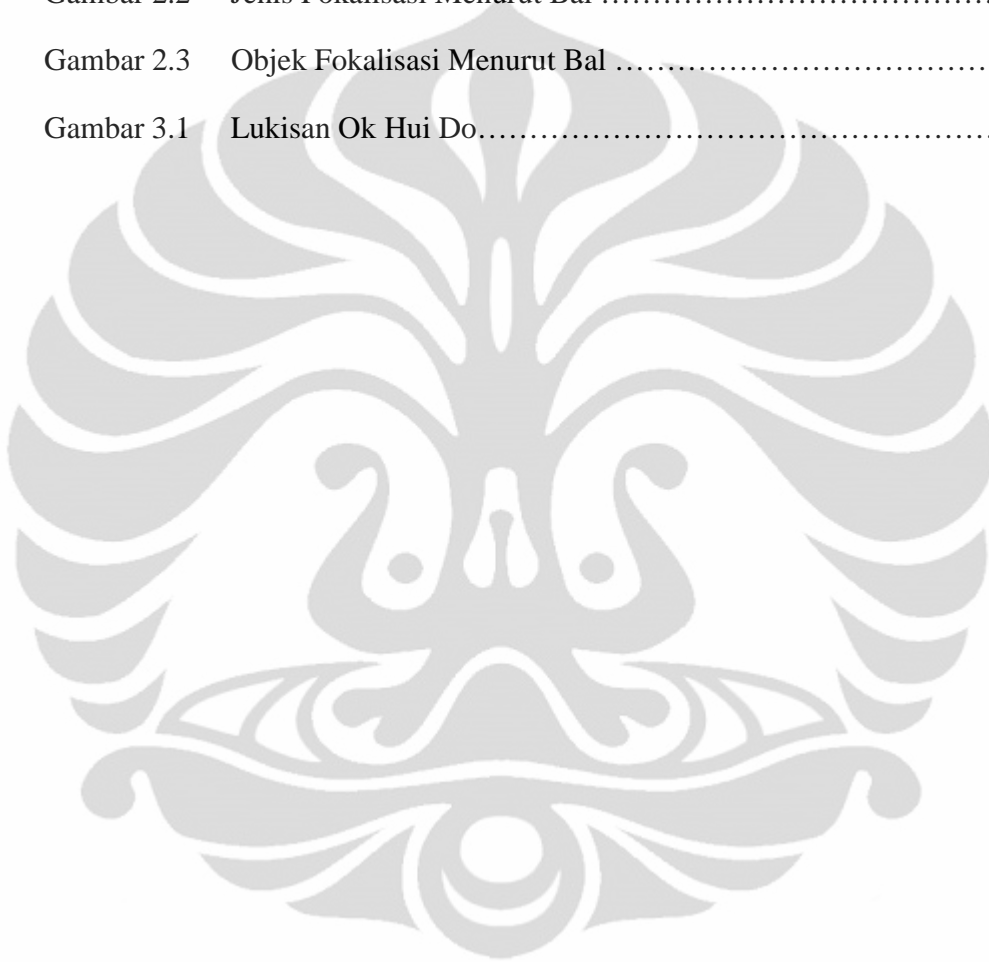 Gambar 2.2 Jenis Fokalisasi Menurut Bal ……………………………………
Gambar 2.3 Objek Fokalisasi Menurut Bal ……………………………………
Gambar 3.1 Lukisan Ok Hui Do……………………………………………………